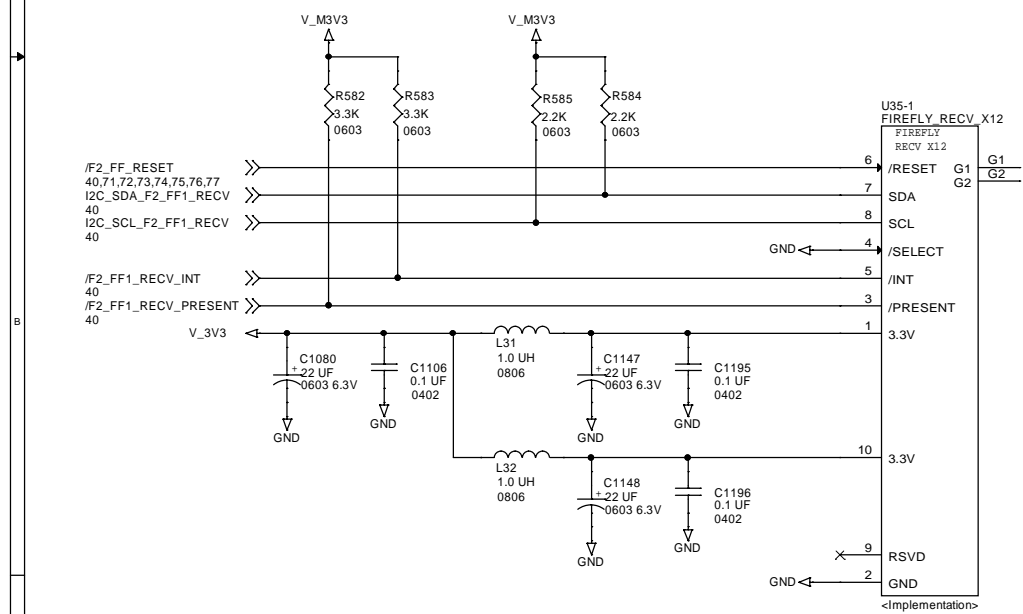 V_M3V3
V_M3V3
R582
3.3K
0603
R583
3.3K
0603
R585
2.2K
0603
R584
2.2K
0603
U35-1
FIREFLY_RECV_X12
FIREFLY
RECV X12
/F2_FF_RESET
40,71,72,73,74,75,76,77
6
/RESET
G1
G1
G2
G2
I2C_SDA_F2_FF1_RECV
40
7
SDA
I2C_SCL_F2_FF1_RECV
40
8
SCL
GND
4
/SELECT
/F2_FF1_RECV_INT
40
5
/INT
/F2_FF1_RECV_PRESENT
40
3
/PRESENT
B
V_3V3
1
3.3V
L31
1.0 UH
0806
C1080
+
22 UF
0603 6.3V
GND
C1106
0.1 UF
0402
GND
C1147
+
22 UF
0603 6.3V
GND
C1195
0.1 UF
0402
GND
10
3.3V
L32
1.0 UH
0806
C1148
+
22 UF
0603 6.3V
GND
C1196
0.1 UF
0402
GND
9
RSVD
GND
2
GND
<Implementation>